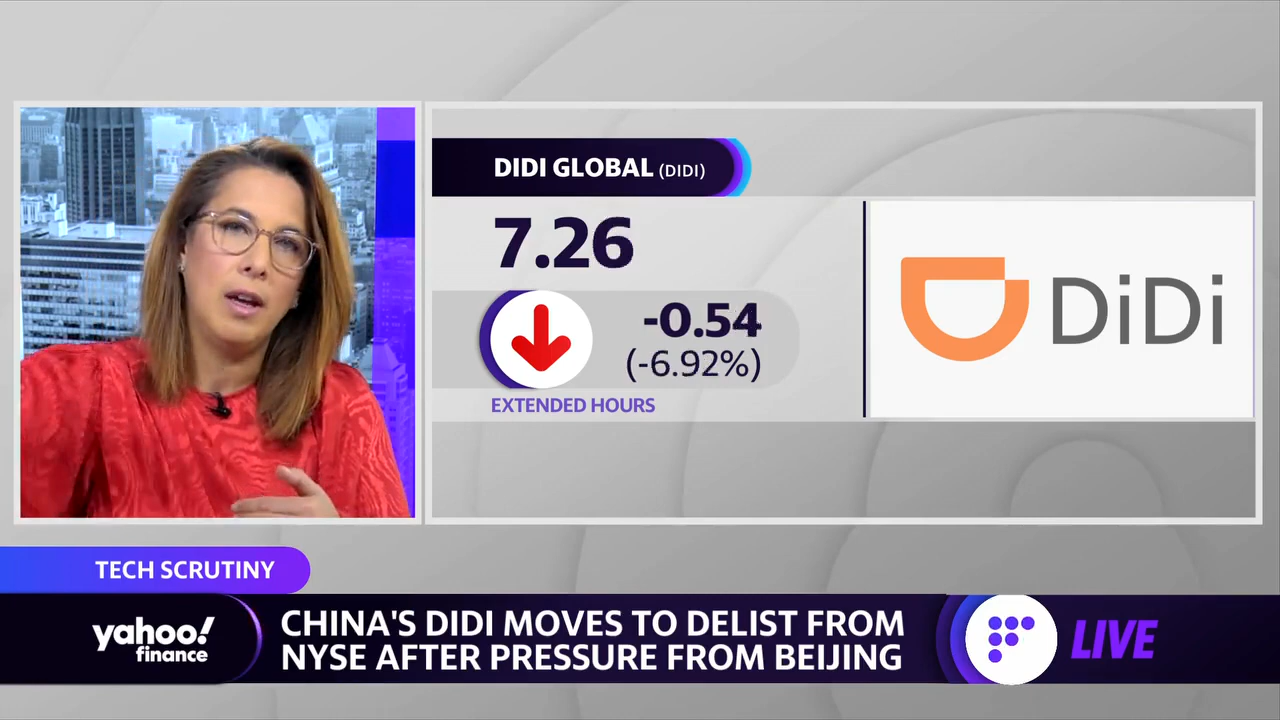 DIDI GLOBAL (DIDI)
7.26
-0.54
(-6.92%)
EXTENDED HOURS
DiDi
TECH SCRUTINY
yahoo!
finance
CHINA'S DIDI MOVES TO DELIST FROM
NYSE AFTER PRESSURE FROM BEIJING
LIVE